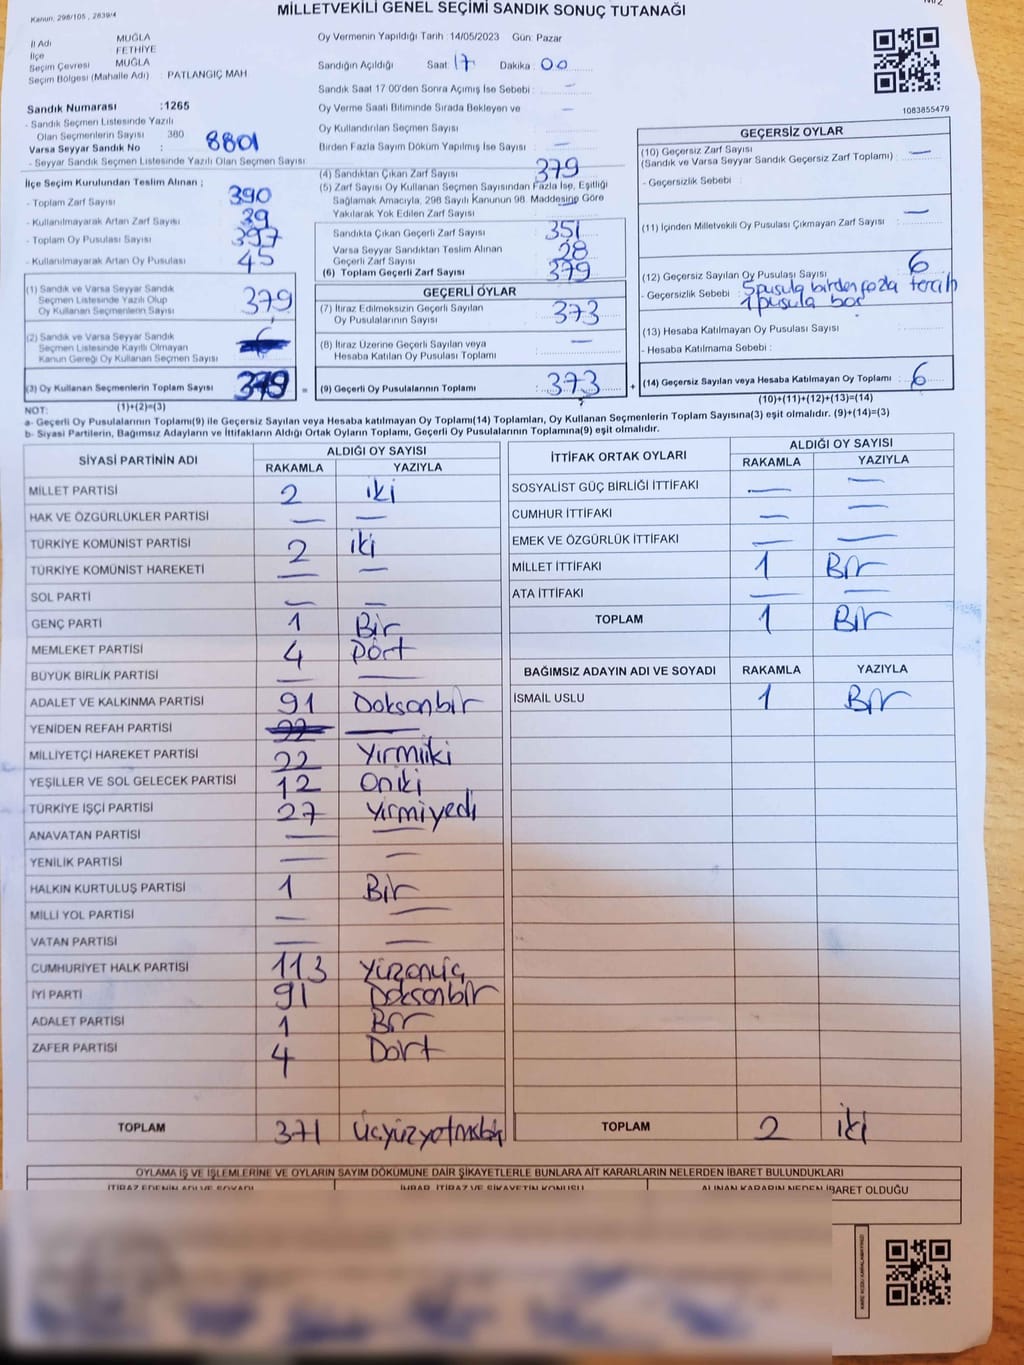 MİLLETVEKİLİ GENEL SEÇİMİ SANDIK SONUÇ TUTANAĞI
Kanun, 298/105 , 2839/4
İl Adı MUĞLA
İlçe FETHİYE
Seçim Çevresi MUĞLA
Seçim Bölgesi (Mahalle Adı) : PATLANGIÇ MAH.
Sandık Numarası :1265
- Sandık Seçmen Listesinde Yazılı
Olan Seçmenlerin Sayısı 380
Varsa Seyyar Sandık No : 8801
- Seyyar Sandık Seçmen Listesinde Yazılı Olan Seçmen Sayısı
Oy Vermenin Yapıldığı Tarih : 14/05/2023 Gün: Pazar
Sandığın Açıldığı Saat : 17 Dakika : 00
Sandık Saat 17 00'den Sonra Açılmış İse Sebebi : —
Oy Verme Saati Bitiminde Sırada Bekleyen ve
Oy Kullandırılan Seçmen Sayısı : —
Birden Fazla Sayım Döküm Yapılmış İse Sayısı : —
1083855479
İlçe Seçim Kurulundan Teslim Alınan ;
- Toplam Zarf Sayısı : 390
- Kullanılmayarak Artan Zarf Sayısı : 39
- Toplam Oy Pusulası Sayısı : 397
- Kullanılmayarak Artan Oy Pusulası : 45
(1) Sandık ve Varsa Seyyar Sandık
Seçmen Listesinde Yazılı Olup
Oy Kullanan Seçmenlerin Sayısı : 379
(2) Sandık ve Varsa Seyyar Sandık
Seçmen Listesinde Kayıtlı Olmayan
Kanun Gereği Oy Kullanan Seçmen Sayısı
(3) Oy Kullanan Seçmenlerin Toplam Sayısı : 379
(1)+(2)=(3)
(4) Sandıktan Çıkan Zarf Sayısı : 379
(5) Zarf Sayısı Oy Kullanan Seçmen Sayısından Fazla İse, Eşitliği
Sağlamak Amacıyla, 298 Sayılı Kanunun 98. Maddesine Göre
Yakılarak Yok Edilen Zarf Sayısı : —
Sandıkta Çıkan Geçerli Zarf Sayısı : 351
Varsa Seyyar Sandıktan Teslim Alınan
Geçerli Zarf Sayısı : 28
(6) Toplam Geçerli Zarf Sayısı : 379
GEÇERLİ OYLAR
(7) İtiraz Edilmeksizin Geçerli Sayılan
Oy Pusulalarının Sayısı : 373
(8) İtiraz Üzerine Geçerli Sayılan veya
Hesaba Katılan Oy Pusulası Toplamı : —
(9) Geçerli Oy Pusulalarının Toplamı : 373
GEÇERSİZ OYLAR
(10) Geçersiz Zarf Sayısı : —
(Sandık ve Varsa Seyyar Sandık Geçersiz Zarf Toplamı)
- Geçersizlik Sebebi :
(11) İçinden Milletvekili Oy Pusulası Çıkmayan Zarf Sayısı : —
(12) Geçersiz Sayılan Oy Pusulası Sayısı : 6
- Geçersizlik Sebebi : 5 pusula birden fazla tercih
1 pusula boş
(13) Hesaba Katılmayan Oy Pusulası Sayısı :
- Hesaba Katılmama Sebebi :
(14) Geçersiz Sayılan veya Hesaba Katılmayan Oy Toplamı : 6
(10)+(11)+(12)+(13)=(14)
NOT:
a- Geçerli Oy Pusulalarının Toplamı(9) ile Geçersiz Sayılan veya Hesaba katılmayan Oy Toplamı(14) Toplamları, Oy Kullanan Seçmenlerin Toplam Sayısına(3) eşit olmalıdır. (9)+(14)=(3)
b- Siyasi Partilerin, Bağımsız Adayların ve İttifakların Aldığı Ortak Oyların Toplamı, Geçerli Oy Pusulalarının Toplamına(9) eşit olmalıdır.
SİYASİ PARTİNİN ADI ALDIĞI OY SAYISI
RAKAMLA YAZIYLA
MİLLET PARTİSİ 2 iki
HAK VE ÖZGÜRLÜKLER PARTİSİ — —
TÜRKİYE KOMÜNİST PARTİSİ 2 iki
TÜRKİYE KOMÜNİST HAREKETİ — —
SOL PARTİ — —
GENÇ PARTİ 1 Bir
MEMLEKET PARTİSİ 4 Dört
BÜYÜK BİRLİK PARTİSİ — —
ADALET VE KALKINMA PARTİSİ 91 Doksanbir
YENİDEN REFAH PARTİSİ —
MİLLİYETÇİ HAREKET PARTİSİ 22 Yirmiiki
YEŞİLLER VE SOL GELECEK PARTİSİ 12 Oniki
TÜRKİYE İŞÇİ PARTİSİ 27 Yirmiyedi
ANAVATAN PARTİSİ — —
YENİLİK PARTİSİ — —
HALKIN KURTULUŞ PARTİSİ 1 Bir
MİLLİ YOL PARTİSİ — —
VATAN PARTİSİ — —
CUMHURİYET HALK PARTİSİ 113 Yüzonüç
İYİ PARTİ 91 Doksanbir
ADALET PARTİSİ 1 Bir
ZAFER PARTİSİ 4 Dört
TOPLAM 371 Üçyüzyetmişbir
İTTİFAK ORTAK OYLARI ALDIĞI OY SAYISI
RAKAMLA YAZIYLA
SOSYALİST GÜÇ BİRLİĞİ İTTİFAKI — —
CUMHUR İTTİFAKI — —
EMEK VE ÖZGÜRLÜK İTTİFAKI — —
MİLLET İTTİFAKI 1 Bir
ATA İTTİFAKI — —
TOPLAM 1 Bir
BAĞIMSIZ ADAYIN ADI VE SOYADI RAKAMLA YAZIYLA
İSMAİL USLU 1 Bir
TOPLAM 2 iki
OYLAMA İŞ VE İŞLEMLERİNE VE OYLARIN SAYIM DÖKÜMÜNE DAİR ŞİKAYETLERLE BUNLARA AİT KARARLARIN NELERDEN İBARET BULUNDUKLARI
İTİRAZ EDENİN ADI VE SOYADI İHBAR, İTİRAZ VE ŞİKAYETİN KONUSU ALINAN KARARIN NEDEN İBARET OLDUĞU